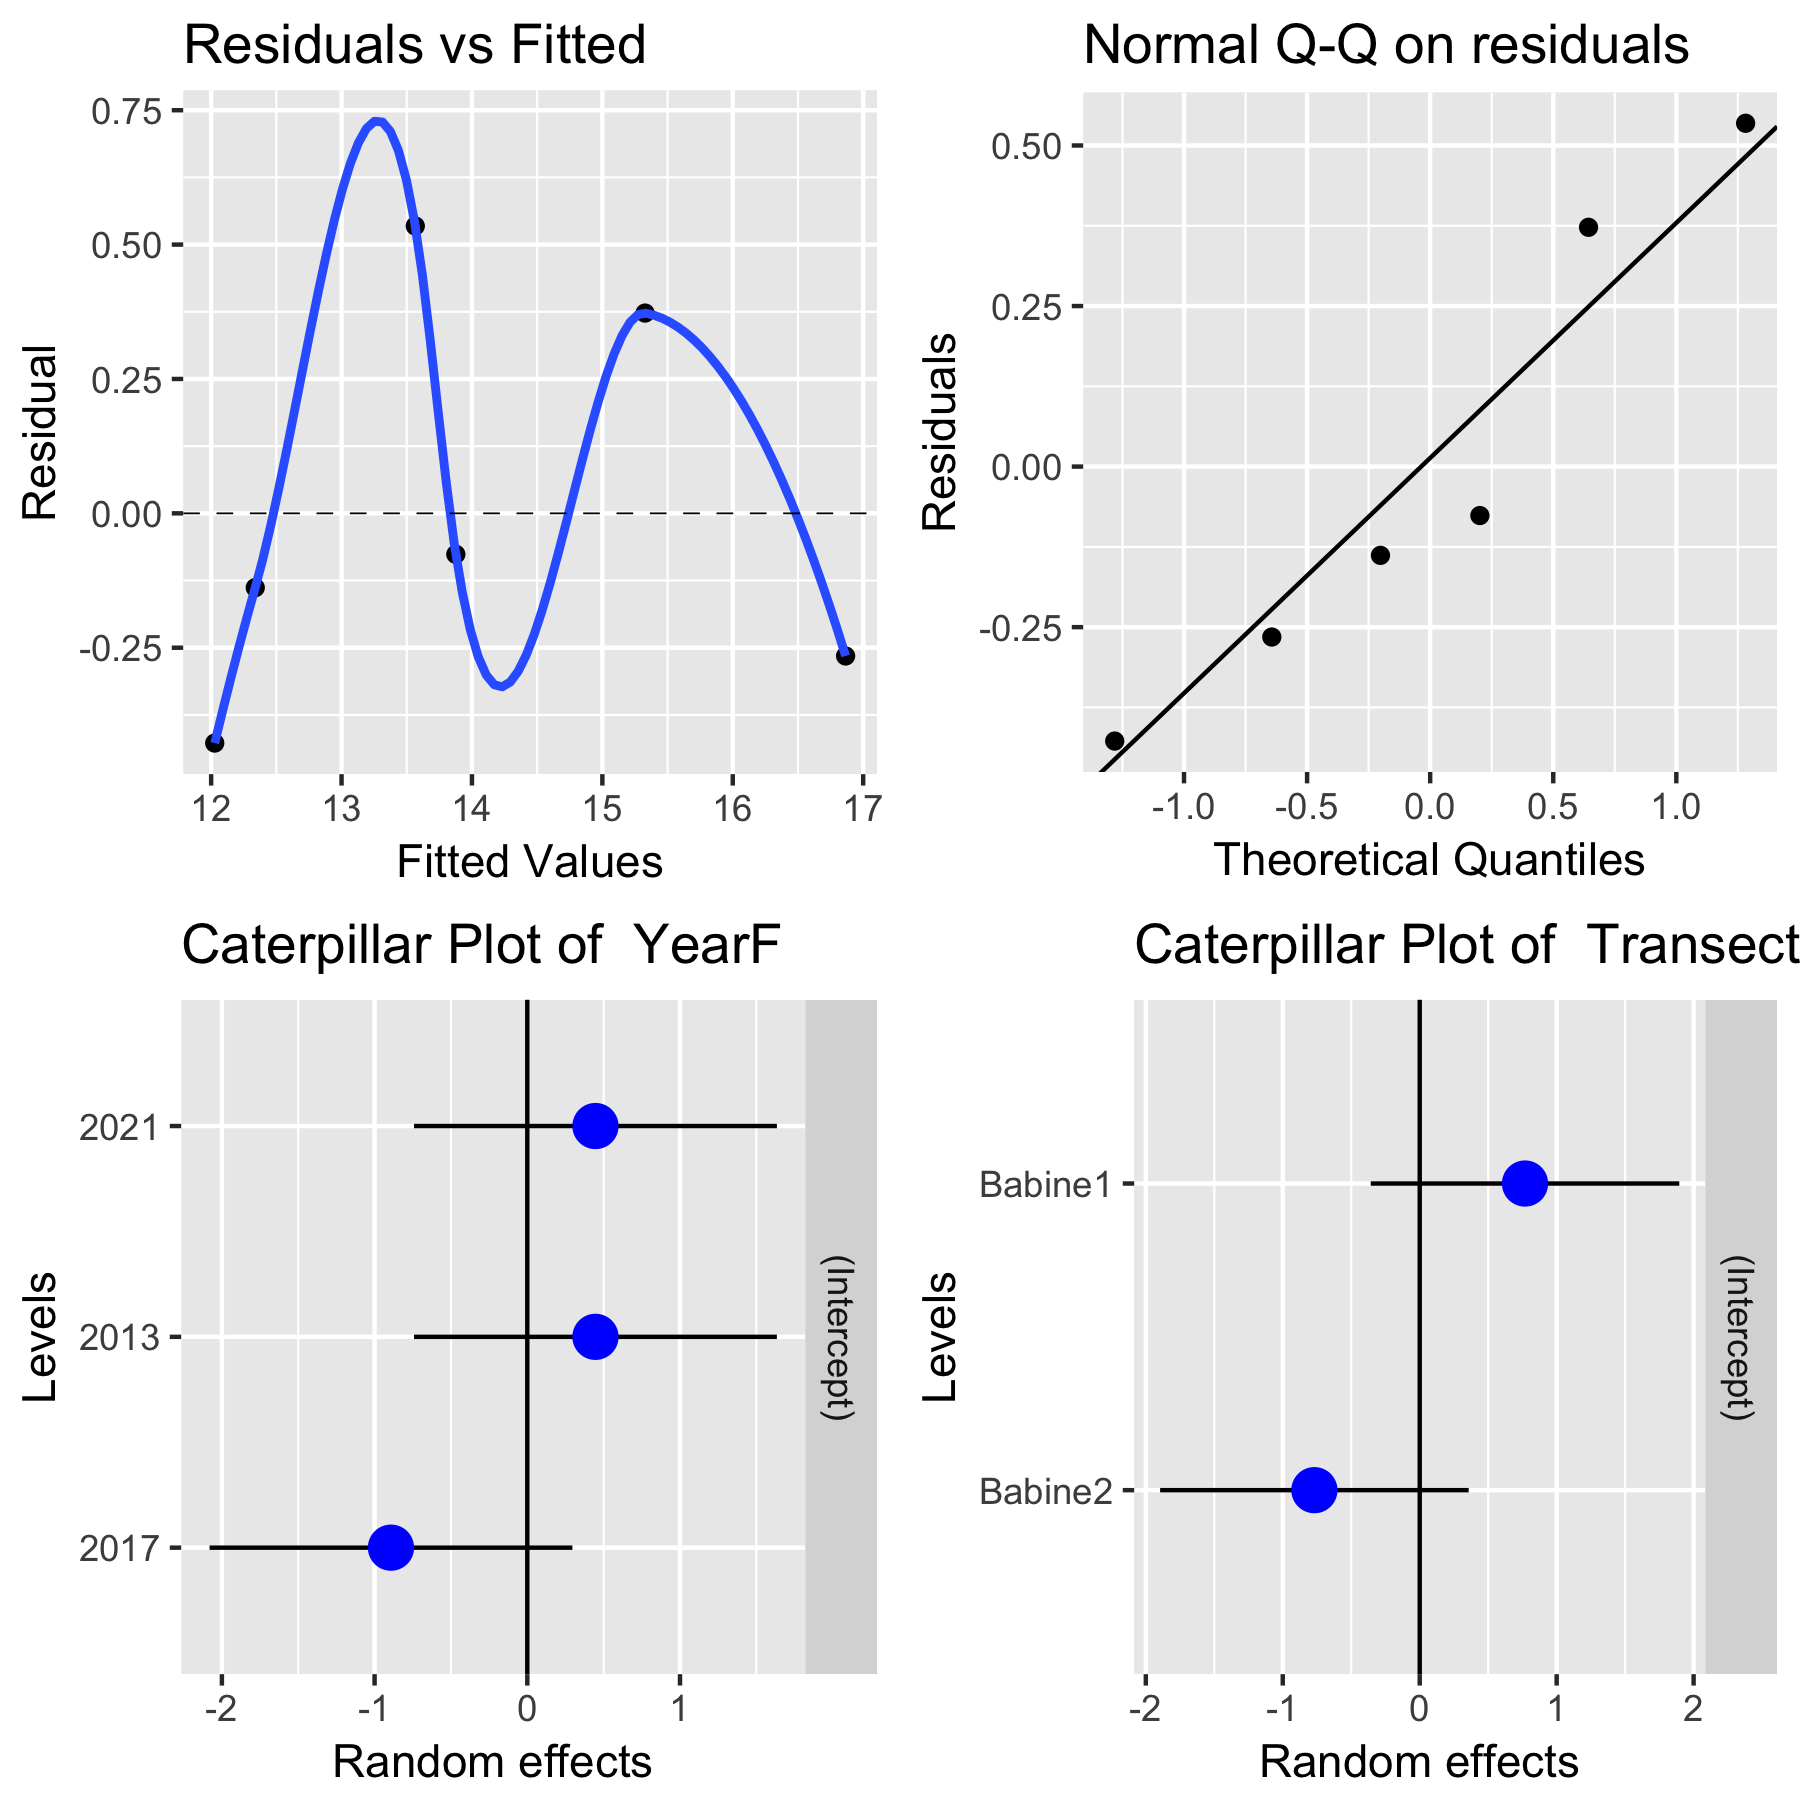 Residuals vs Fitted
0.75
0.50
0.25
0.00
-0.25
Residual
12 13 14 15 16 17
Fitted Values
Normal Q-Q on residuals
0.50
0.25
0.00
-0.25
Residuals
-1.0 -0.5 0.0 0.5 1.0
Theoretical Quantiles
Caterpillar Plot of  YearF
2021
2013
2017
Levels
(Intercept)
-2 -1 0 1
Random effects
Caterpillar Plot of  Transect
Babine1
Babine2
Levels
(Intercept)
-2 -1 0 1 2
Random effects